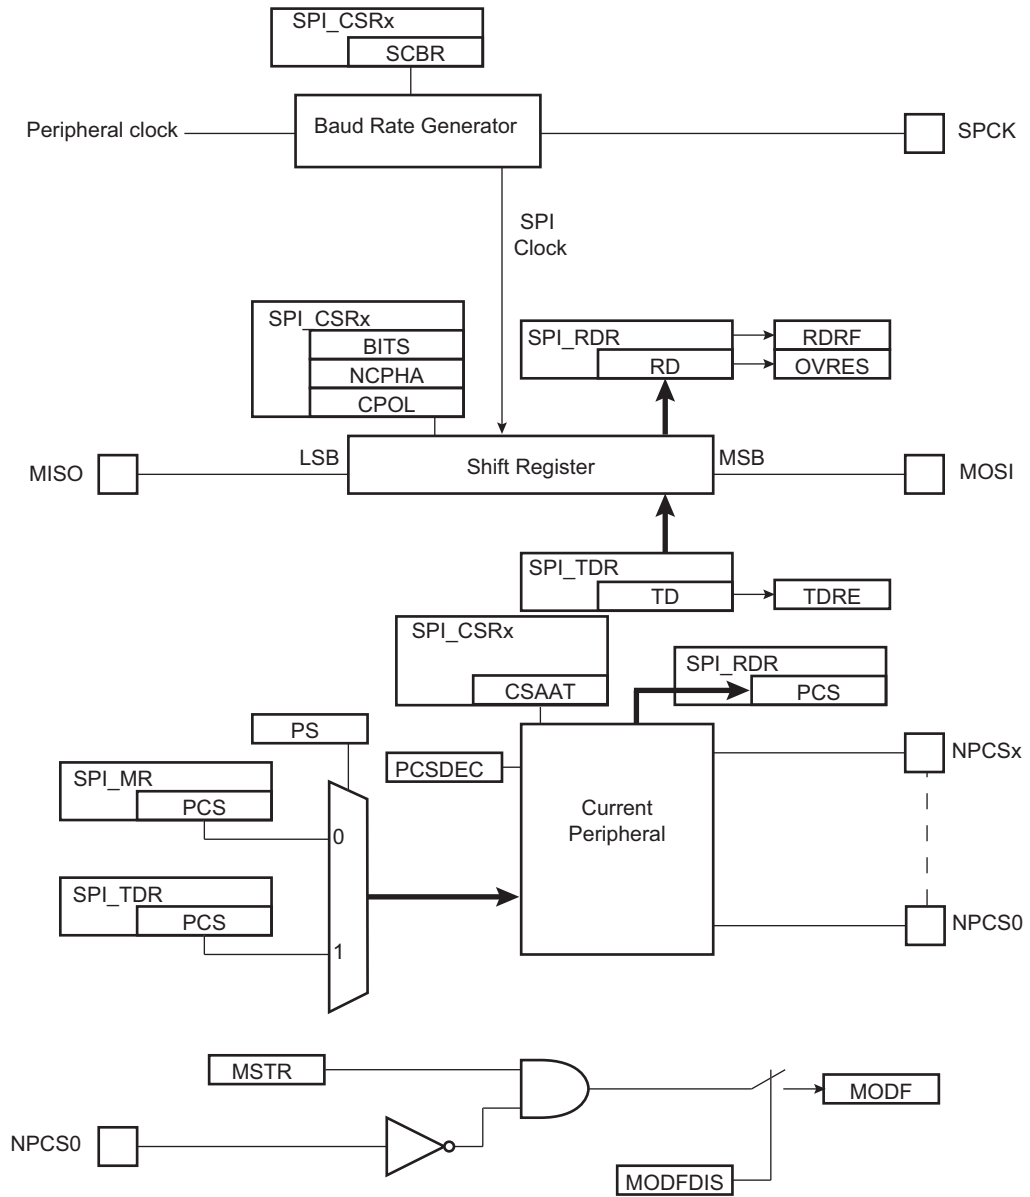 SPI_CSRx
SCBR
Peripheral clock
Baud Rate Generator
SPCK
SPI
Clock
SPI_CSRx
BITS
NCPHA
CPOL
SPI_RDR
RD
RDRF
OVRES
MISO
LSB
Shift Register
MSB
MOSI
SPI_TDR
TD
TDRE
SPI_CSRx
CSAAT
SPI_RDR
PCS
PS
PCSDEC
NPCSx
SPI_MR
PCS
0
Current
Peripheral
SPI_TDR
PCS
1
NPCS0
MSTR
MODF
NPCS0
MODFDIS